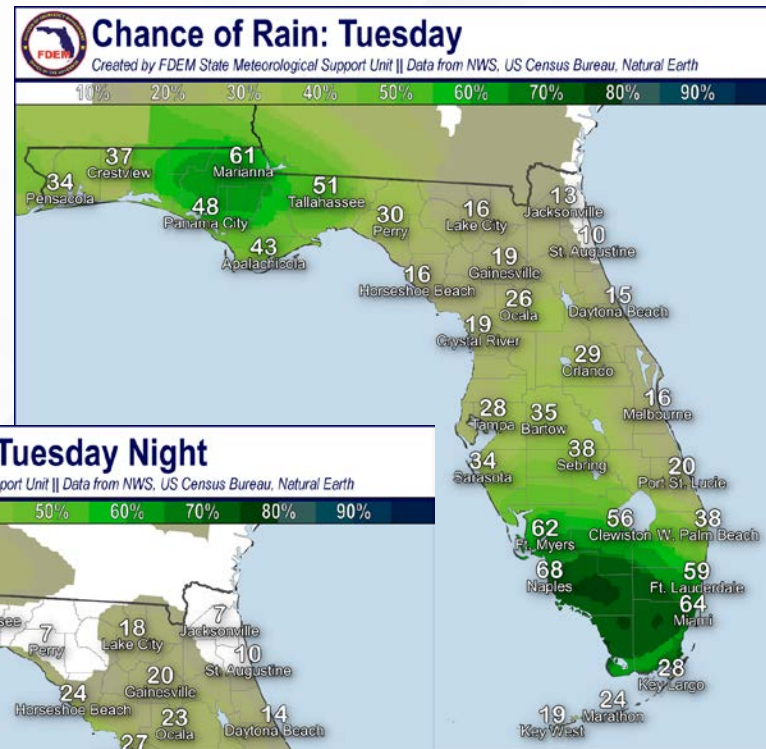 FDEM
Chance of Rain: Tuesday
Created by FDEM State Meteorological Support Unit || Data from NWS, US Census Bureau, Natural Earth
10% 20% 30% 40% 50% 60% 70% 80% 90%
34
Pensacola
37
Crestview
61
Marianna
48
Panama City
51
Tallahassee
43
Apalachicola
30
Perry
16
Lake City
13
Jacksonville
10
St. Augustine
19
Gainesville
16
Horseshoe Beach
26
Ocala
15
Daytona Beach
19
Crystal River
29
Orlando
28
Tampa
35
Bartow
16
Melbourne
34
Sarasota
38
Sebring
20
Port St. Lucie
62
Ft. Myers
56
Clewiston
38
W. Palm Beach
68
Naples
59
Ft. Lauderdale
64
Miami
28
Key Largo
24
Marathon
19
Key West
Tuesday Night
port Unit || Data from NWS, US Census Bureau, Natural Earth
50% 60% 70% 80% 90%
see
7
Perry
18
Lake City
7
Jacksonville
10
St. Augustine
20
Gainesville
24
Horseshoe Beach
23
Ocala
14
Daytona Beach
27